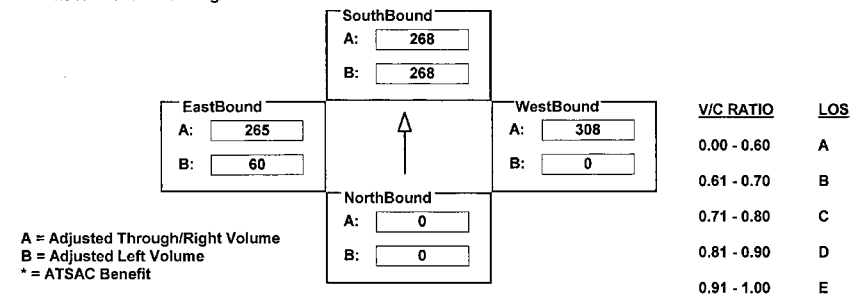 SouthBound
A: 268
B: 268
EastBound
A: 265
B: 60
WestBound
A: 308
B: 0
NorthBound
A: 0
B: 0
A = Adjusted Through/Right Volume
B = Adjusted Left Volume
* = ATSAC Benefit
V/C RATIO LOS
0.00 - 0.60 A
0.61 - 0.70 B
0.71 - 0.80 C
0.81 - 0.90 D
0.91 - 1.00 E